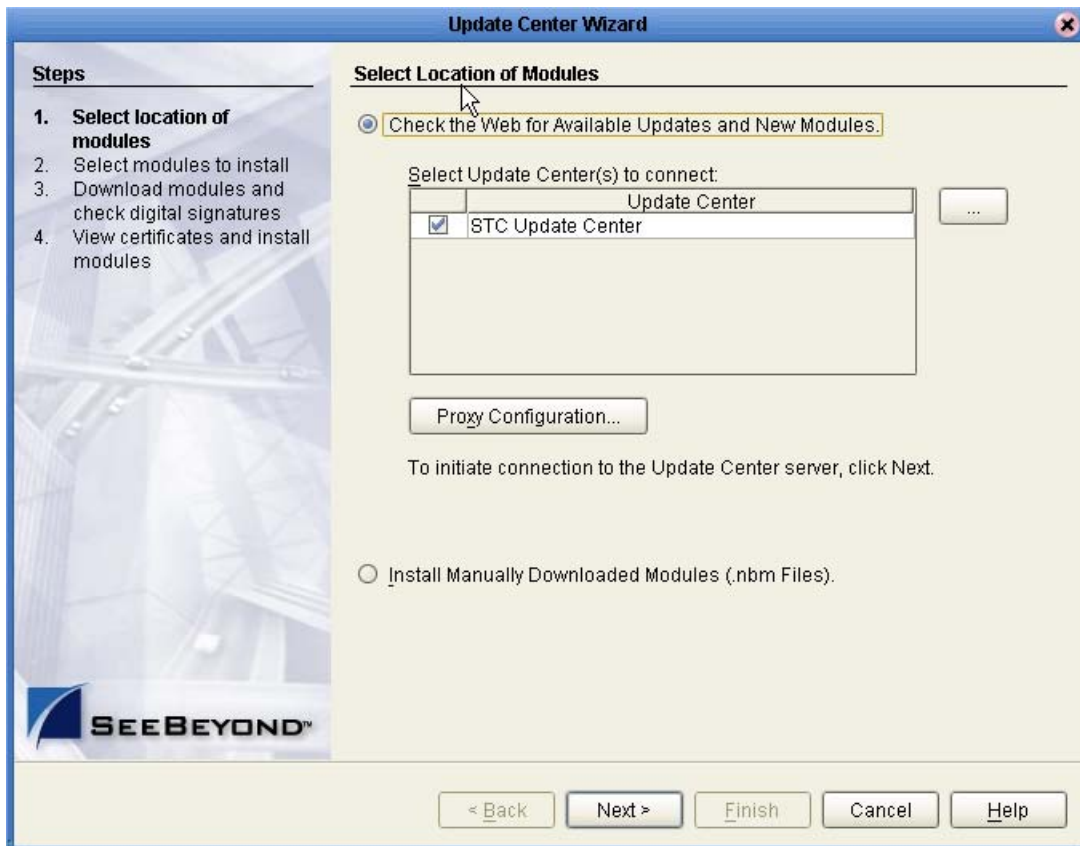 Update Center Wizard
Steps
1. Select location of
modules
2. Select modules to install
3. Download modules and
check digital signatures
4. View certificates and install
modules
SEEBEYOND™
Select Location of Modules
Check the Web for Available Updates and New Modules.
Select Update Center(s) to connect:
Update Center
STC Update Center
...
Proxy Configuration...
To initiate connection to the Update Center server, click Next.
Install Manually Downloaded Modules (.nbm Files).
< Back
Next >
Finish
Cancel
Help